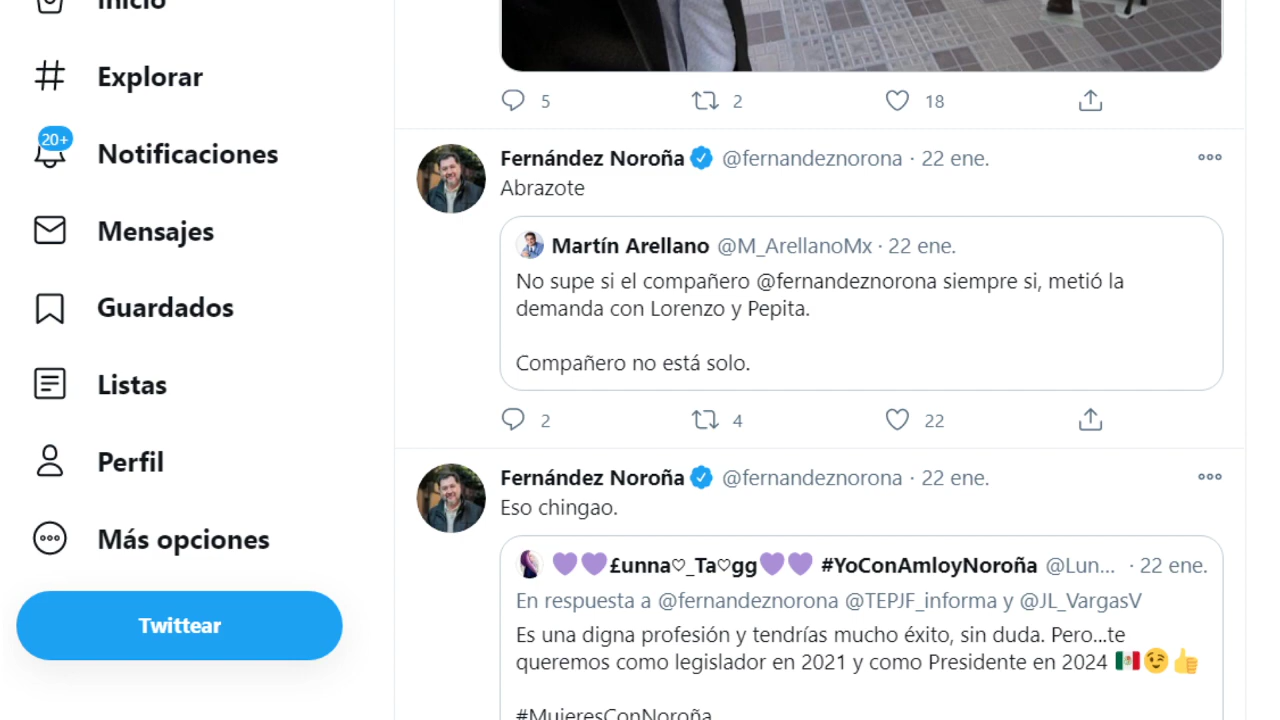 Inicio
Explorar
20+
Notificaciones
Mensajes
Guardados
Listas
Perfil
Más opciones
Twittear
5 2 18
Fernández Noroña @fernandeznorona · 22 ene.
Abrazote
Martín Arellano @M_ArellanoMx · 22 ene.
No supe si el compañero @fernandeznorona siempre si, metió la
demanda con Lorenzo y Pepita.
Compañero no está solo.
2 4 22
Fernández Noroña @fernandeznorona · 22 ene.
Eso chingao.
💜💜£unna♡_Ta♡gg💜💜 #YoConAmloyNoroña @Lun... · 22 ene.
En respuesta a @fernandeznorona @TEPJF_informa y @JL_VargasV
Es una digna profesión y tendrías mucho éxito, sin duda. Pero...te
queremos como legislador en 2021 y como Presidente en 2024 🇲🇽😉👍
#MujeresConNoroña